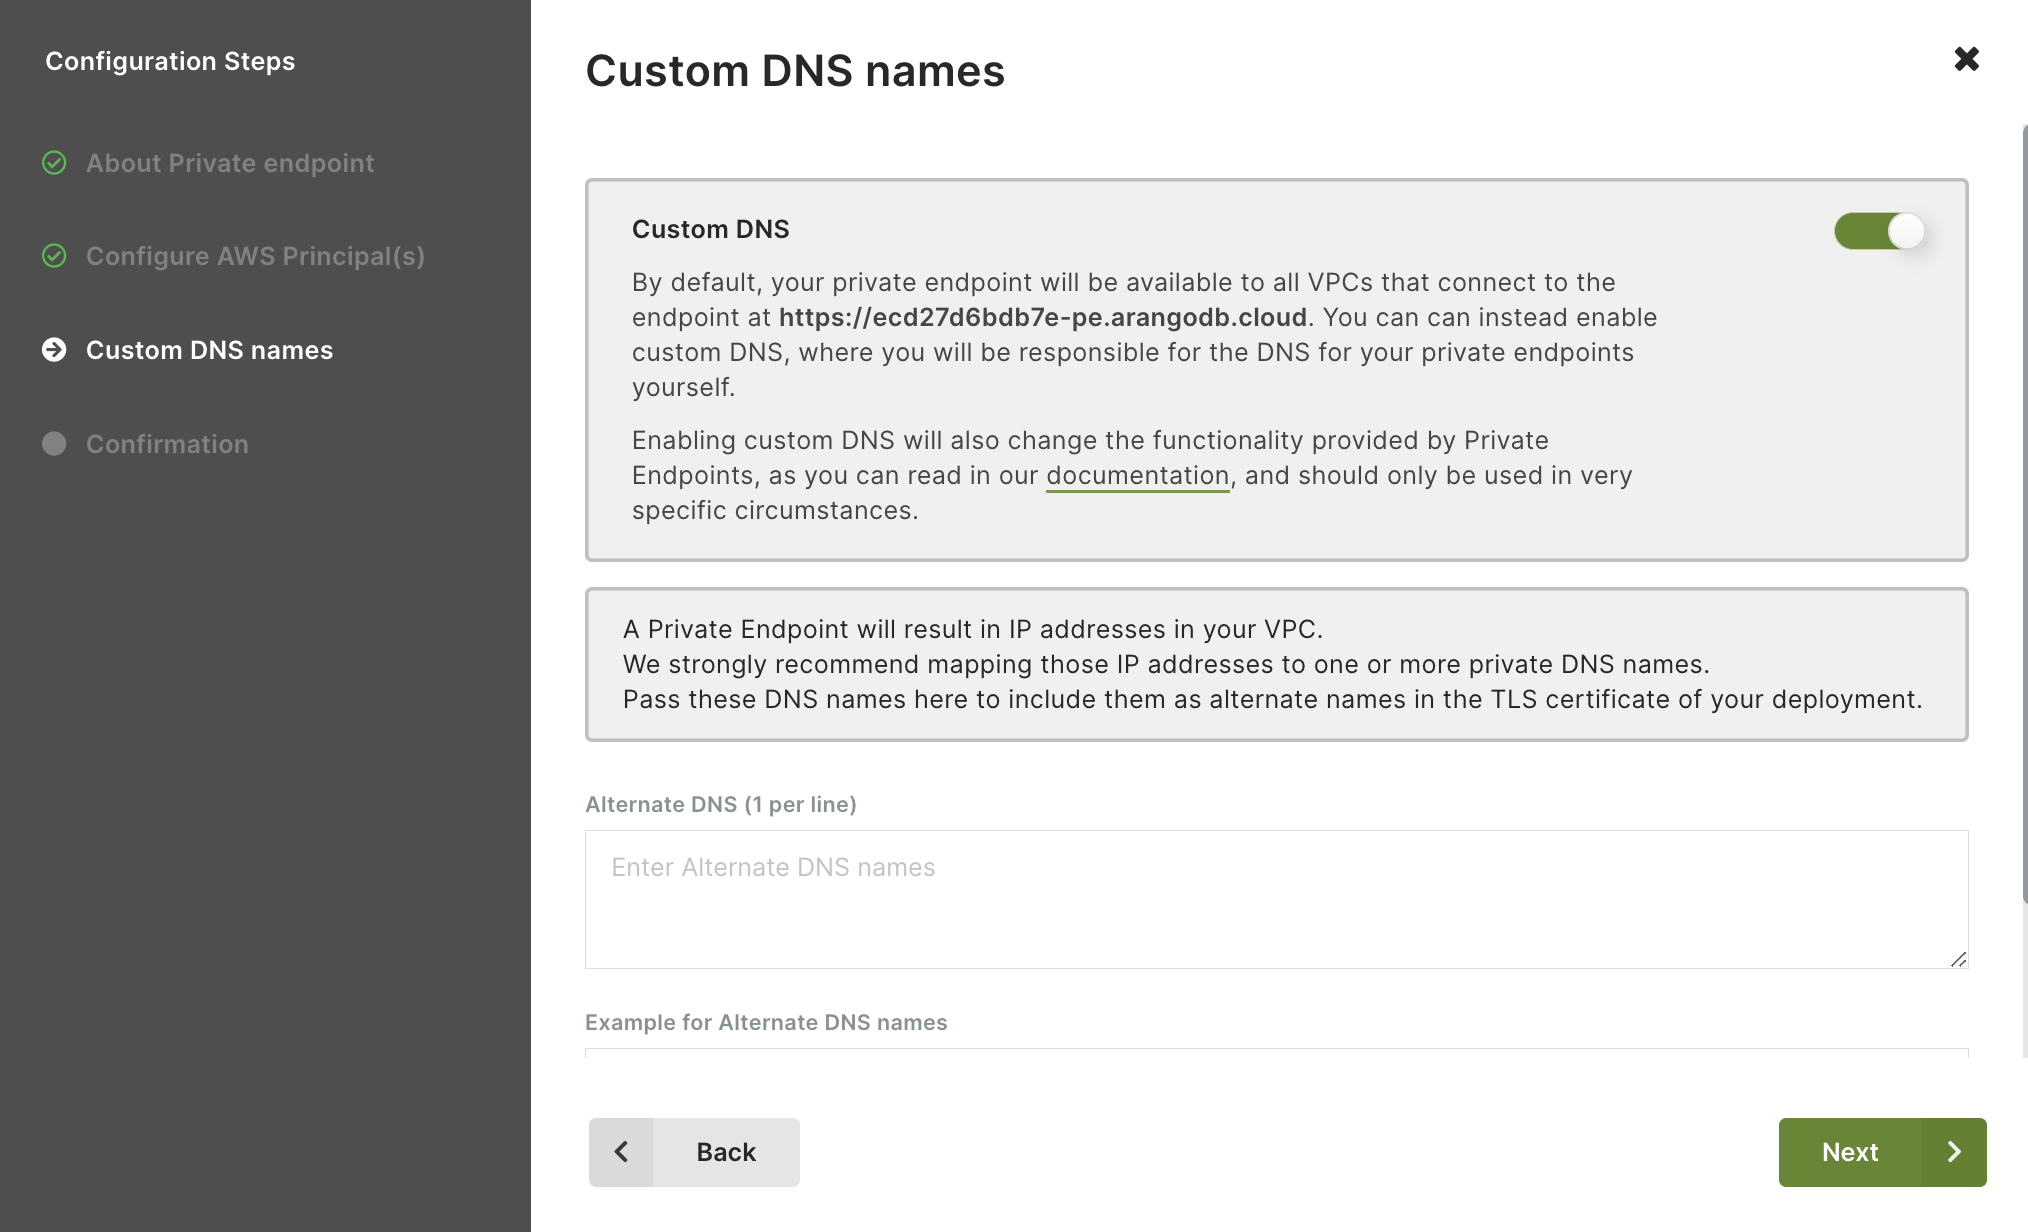 Configuration Steps
About Private endpoint
Configure AWS Principal(s)
Custom DNS names
Confirmation
Custom DNS names
Custom DNS
By default, your private endpoint will be available to all VPCs that connect to the
endpoint at https://ecd27d6bdb7e-pe.arangodb.cloud. You can can instead enable
custom DNS, where you will be responsible for the DNS for your private endpoints
yourself.
Enabling custom DNS will also change the functionality provided by Private
Endpoints, as you can read in our documentation, and should only be used in very
specific circumstances.
A Private Endpoint will result in IP addresses in your VPC.
We strongly recommend mapping those IP addresses to one or more private DNS names.
Pass these DNS names here to include them as alternate names in the TLS certificate of your deployment.
Alternate DNS (1 per line)
Enter Alternate DNS names
Example for Alternate DNS names
Back
Next